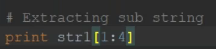 # Extracting sub string
print str1[1:4]